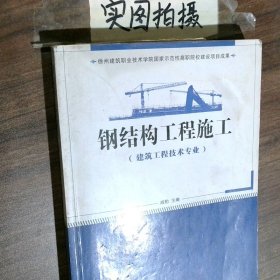 实图拍摄
徐州建筑职业技术学院国家示范性高职院校建设项目成果
钢结构工程施工
（建筑工程技术专业）
主编